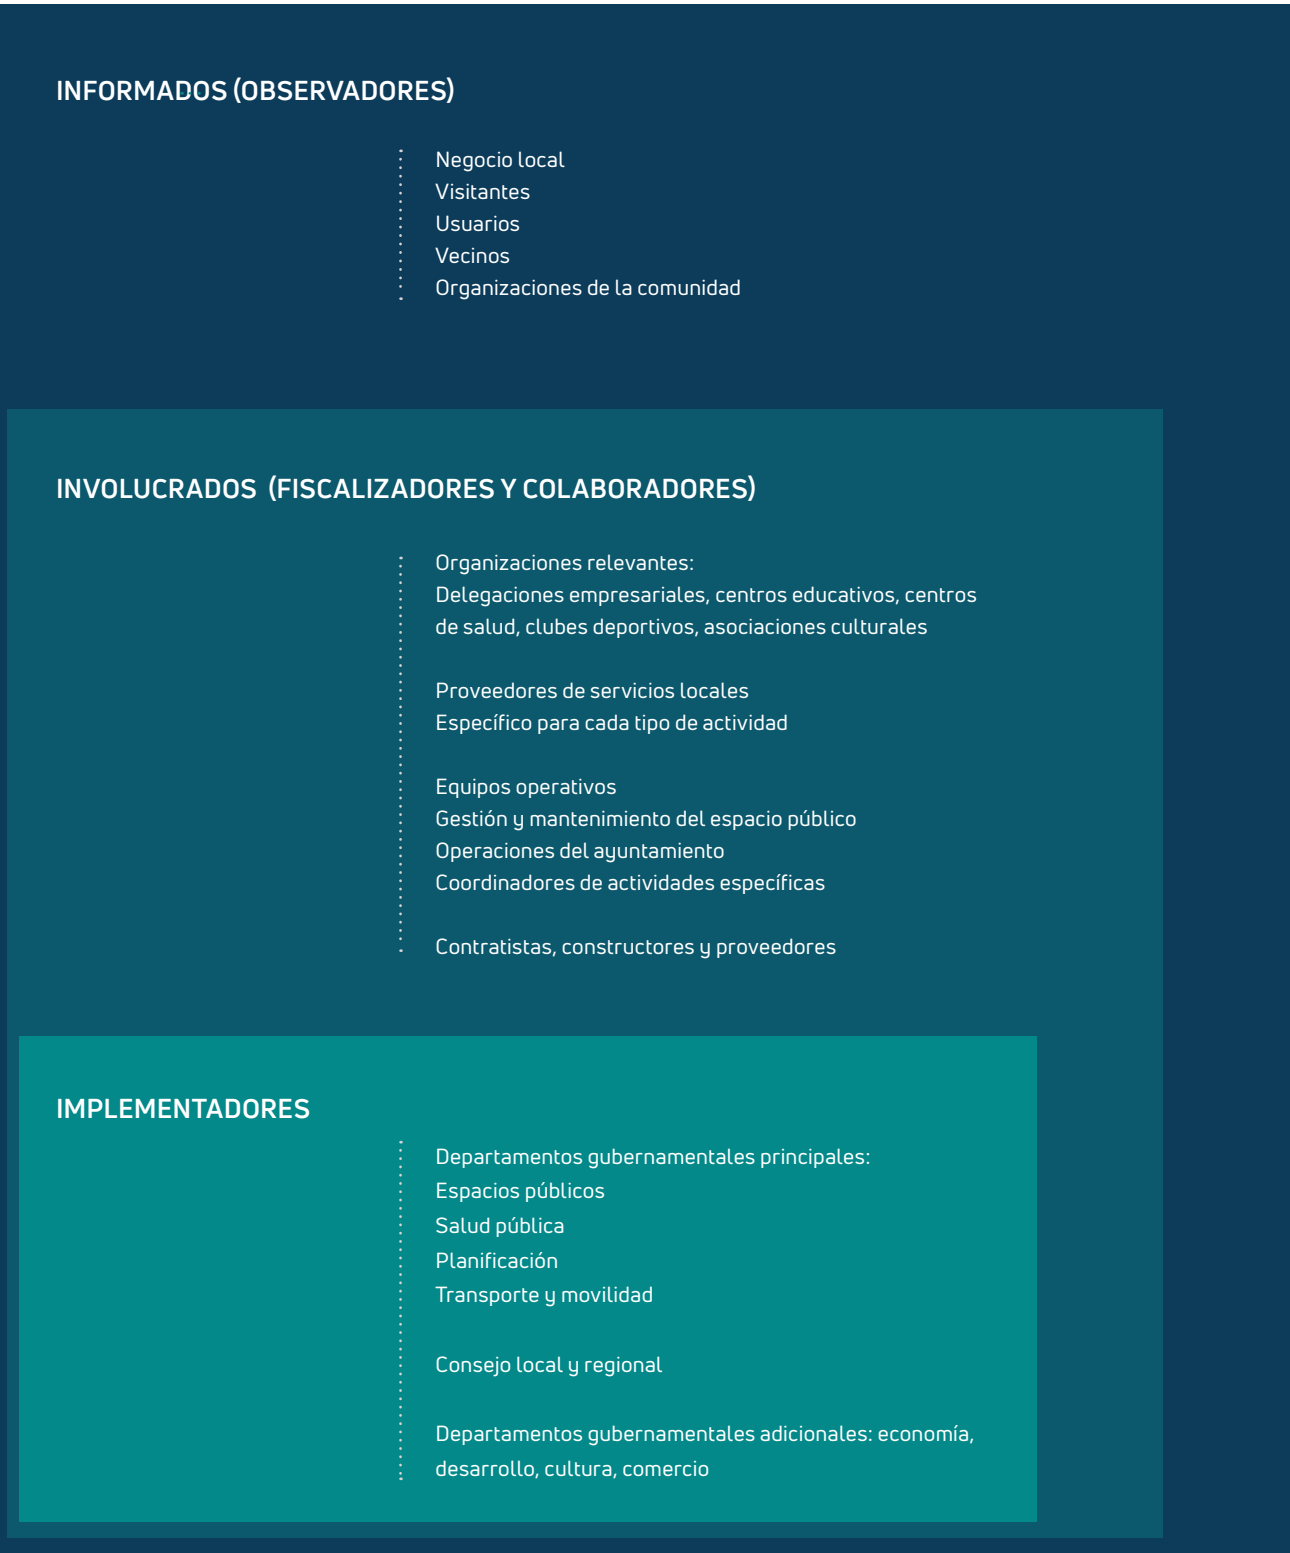 INFORMADOS (OBSERVADORES)
Negocio local
Visitantes
Usuarios
Vecinos
Organizaciones de la comunidad
INVOLUCRADOS (FISCALIZADORES Y COLABORADORES)
Organizaciones relevantes:
Delegaciones empresariales, centros educativos, centros
de salud, clubes deportivos, asociaciones culturales
Proveedores de servicios locales
Específico para cada tipo de actividad
Equipos operativos
Gestión y mantenimiento del espacio público
Operaciones del ayuntamiento
Coordinadores de actividades específicas
Contratistas, constructores y proveedores
IMPLEMENTADORES
Departamentos gubernamentales principales:
Espacios públicos
Salud pública
Planificación
Transporte y movilidad
Consejo local y regional
Departamentos gubernamentales adicionales: economía,
desarrollo, cultura, comercio